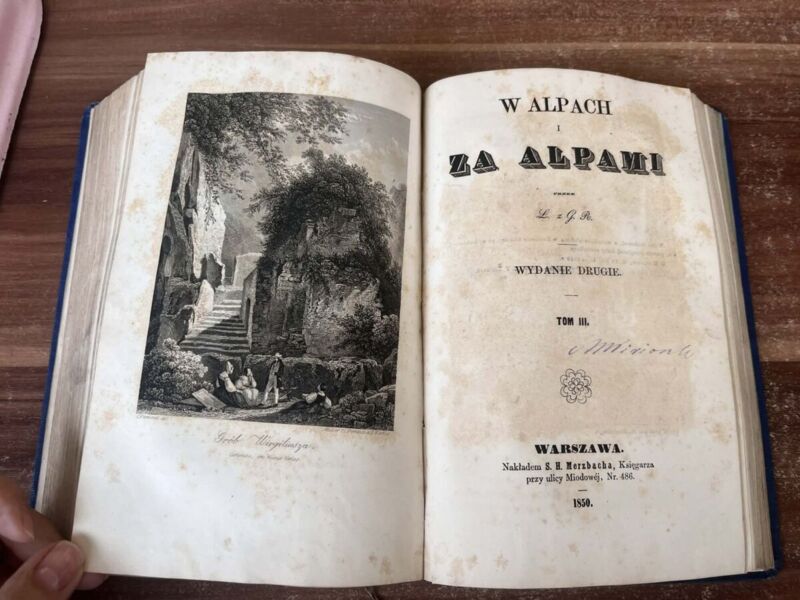 Grób Wirgiliusza.
W ALPACH
I
ZA ALPAMI
PRZEZ
Ł. z G. R.
WYDANIE DRUGIE.
TOM III.
WARSZAWA.
Nakładem S. H. Merzbacha, Księgarza
przy ulicy Miodowéj, Nr. 486.
1850.